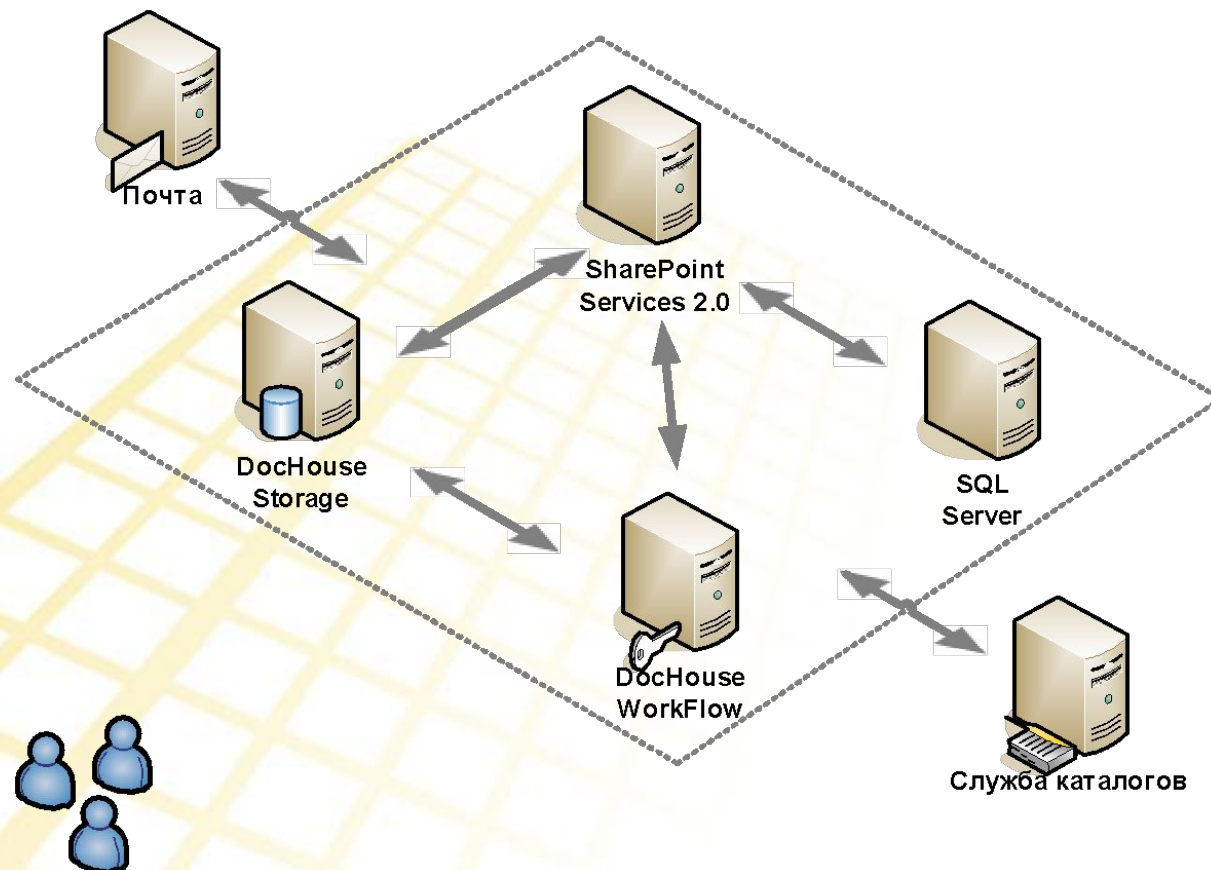 Почта
SharePoint
Services 2.0
DocHouse
Storage
SQL
Server
DocHouse
WorkFlow
Служба каталогов